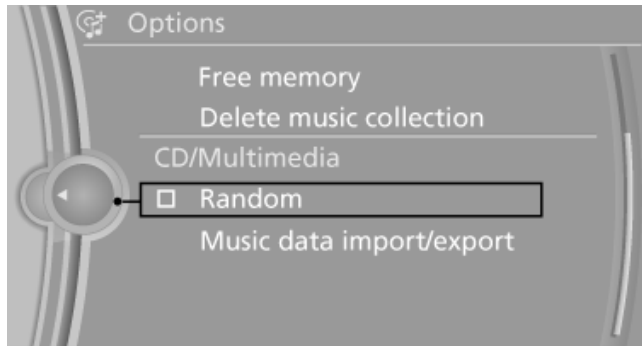 Options
Free memory
Delete music collection
CD/Multimedia
Random
Music data import/export